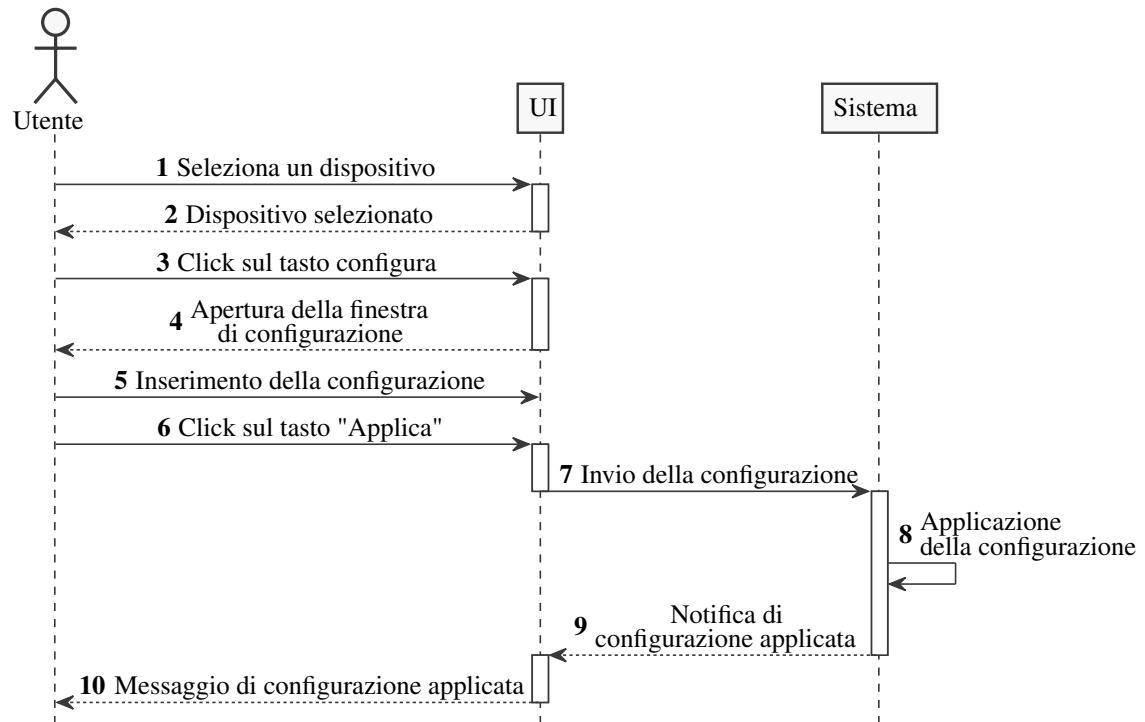 Utente
UI
Sistema
1 Seleziona un dispositivo
2 Dispositivo selezionato
3 Click sul tasto configura
4 Apertura della finestra
di configurazione
5 Inserimento della configurazione
6 Click sul tasto "Applica"
7 Invio della configurazione
8 Applicazione
della configurazione
9 Notifica di
configurazione applicata
10 Messaggio di configurazione applicata